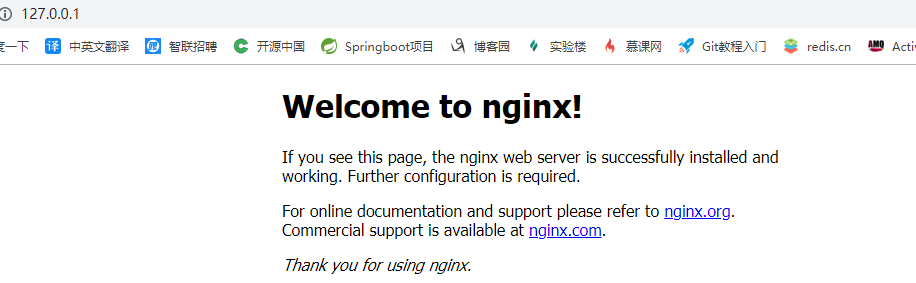 127.0.0.1
度一下 中英文翻译 智联招聘 开源中国 Springboot项目 博客园 实验楼 慕课网 Git教程入门 redis.cn Activ
Welcome to nginx!
If you see this page, the nginx web server is successfully installed and
working. Further configuration is required.
For online documentation and support please refer to nginx.org.
Commercial support is available at nginx.com.
Thank you for using nginx.